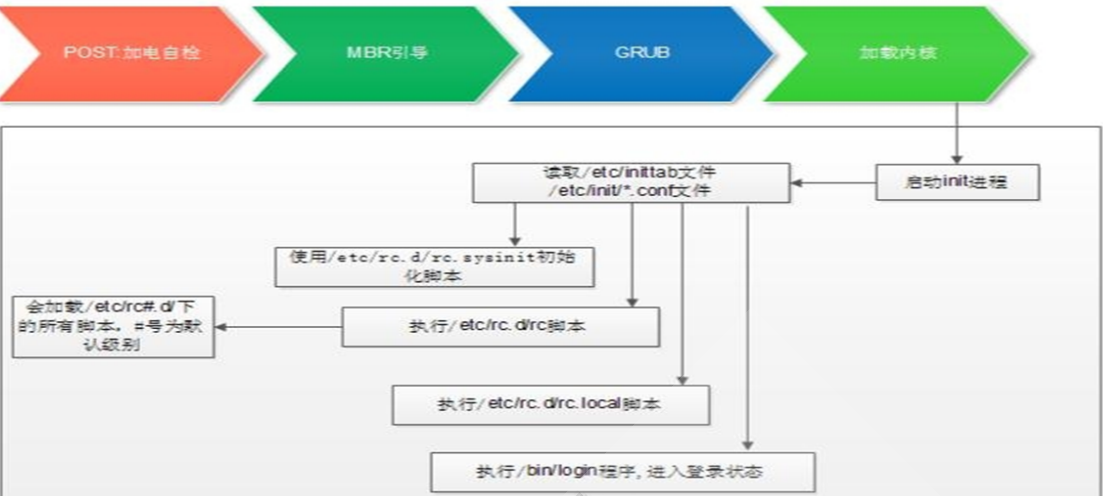 POST:加电自检
MBR引导
GRUB
加载内核
启动init进程
读取/etc/inittab文件
/etc/init/*.conf文件
使用/etc/rc.d/rc.sysinit初始
化脚本
执行/etc/rc.d/rc脚本
会加载/etc/rc#.d/下
的所有脚本。#号为默
认级别
执行/etc/rc.d/rc.local脚本
执行/bin/login程序,进入登录状态